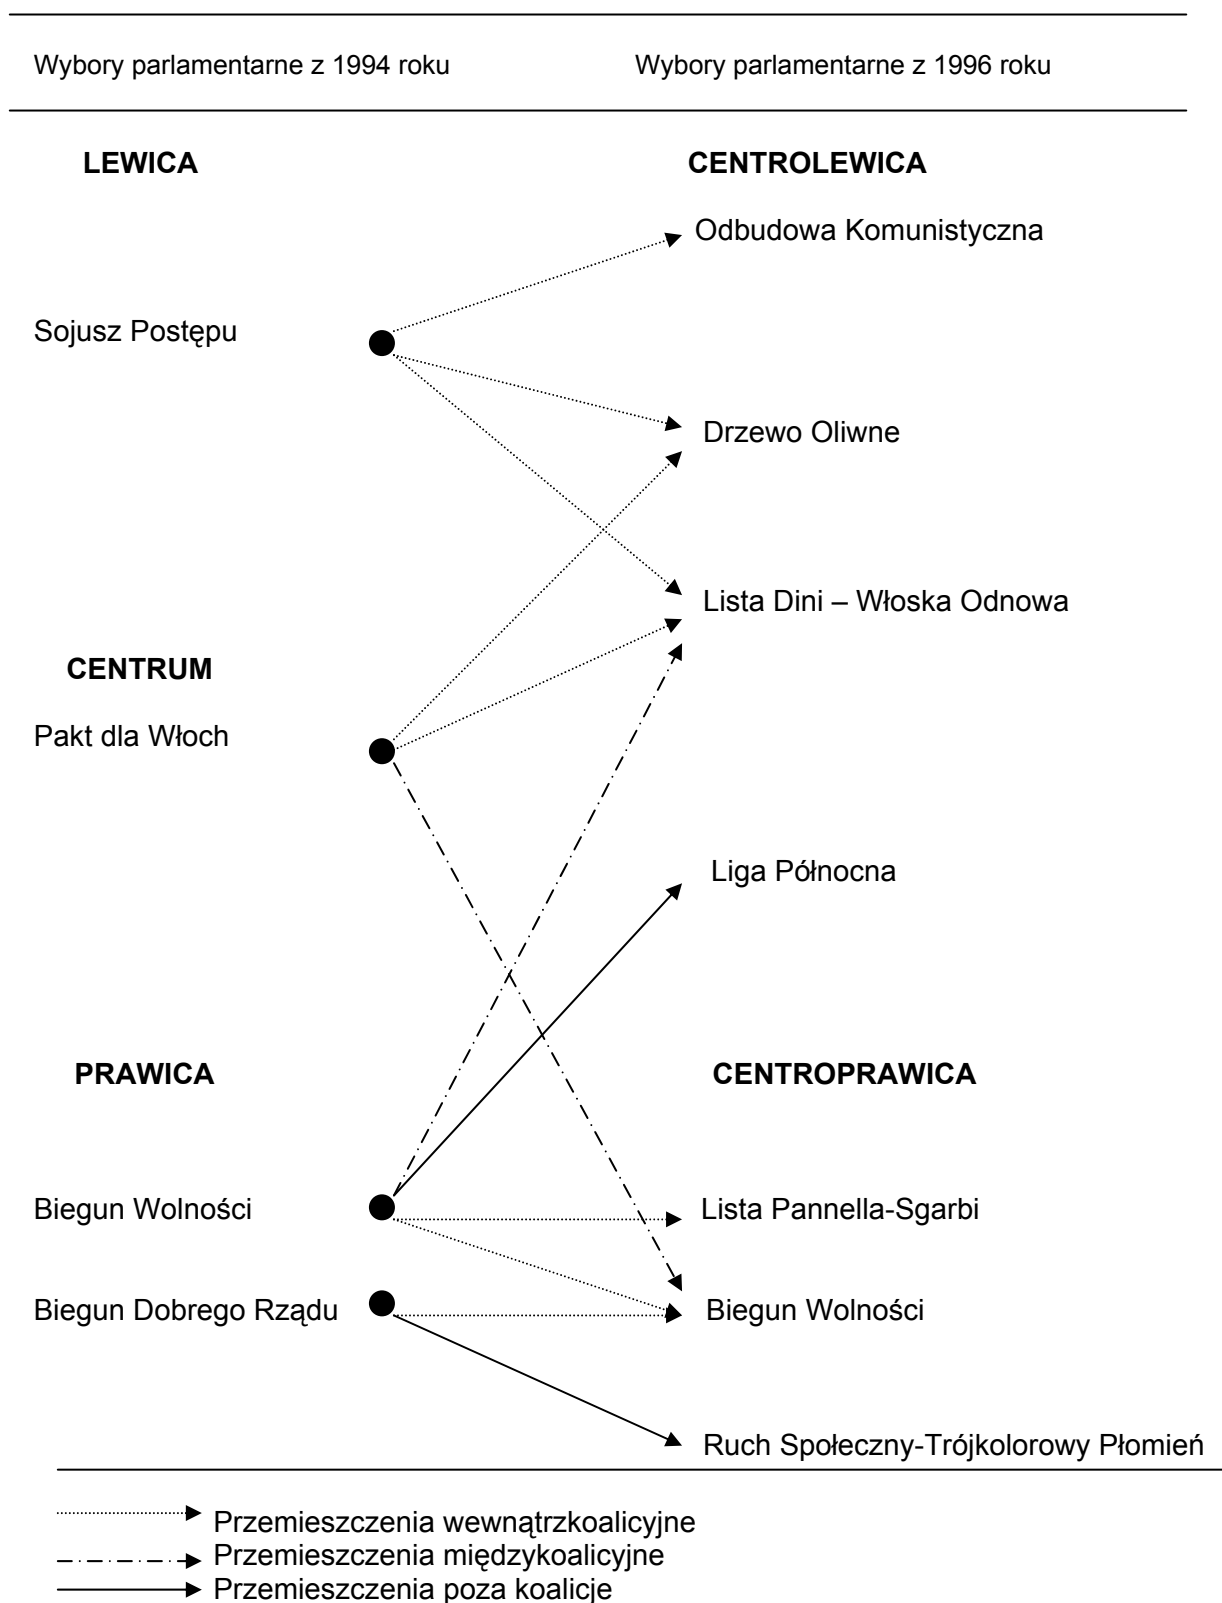 Wybory parlamentarne z 1994 roku
Wybory parlamentarne z 1996 roku
LEWICA
CENTROLEWICA
Odbudowa Komunistyczna
Sojusz Postępu
Drzewo Oliwne
Lista Dini – Włoska Odnowa
CENTRUM
Pakt dla Włoch
Liga Północna
PRAWICA
CENTROPRAWICA
Biegun Wolności
Lista Pannella-Sgarbi
Biegun Dobrego Rządu
Biegun Wolności
Ruch Społeczny-Trójkolorowy Płomień
Przemieszczenia wewnątrzkoalicyjne
Przemieszczenia międzykoalicyjne
Przemieszczenia poza koalicje